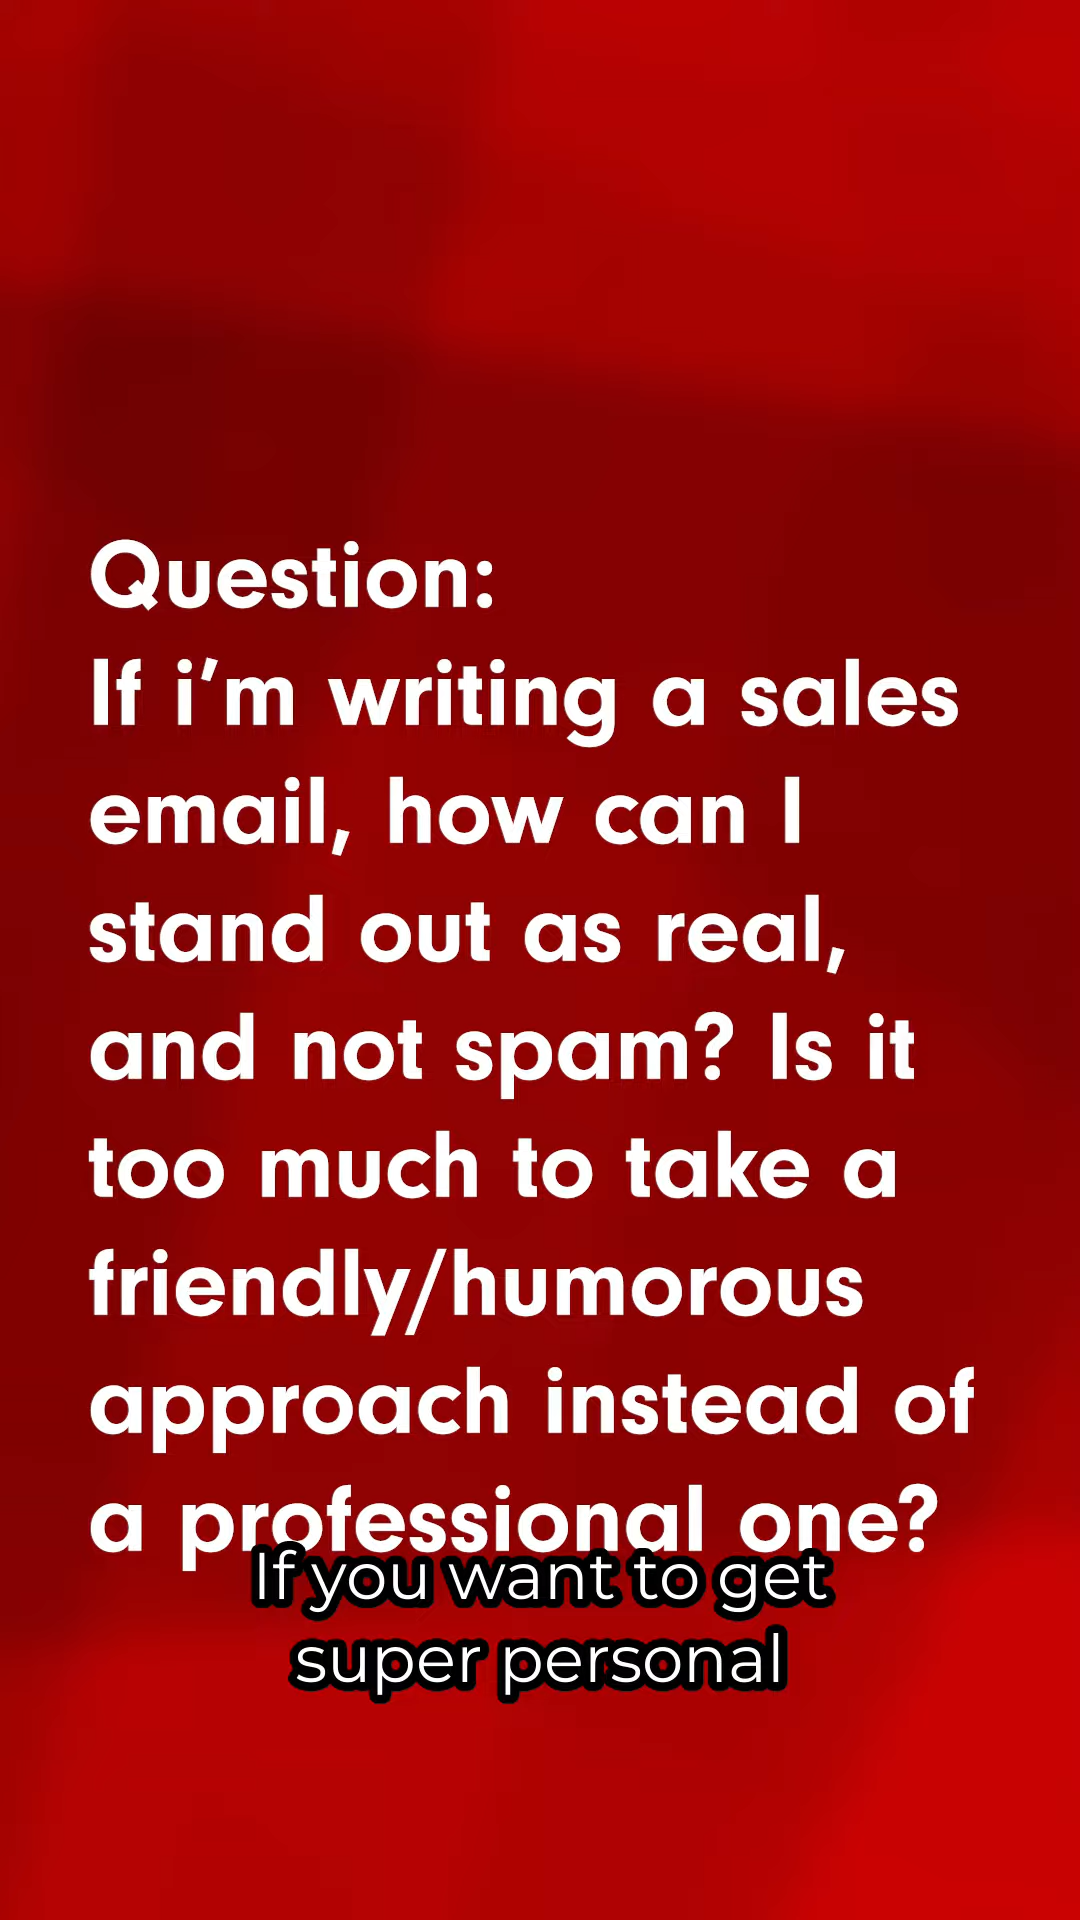 Question:
If i’m writing a sales
email, how can I
stand out as real,
and not spam? Is it
too much to take a
friendly/humorous
approach instead of
a professional one?
If you want to get
super personal